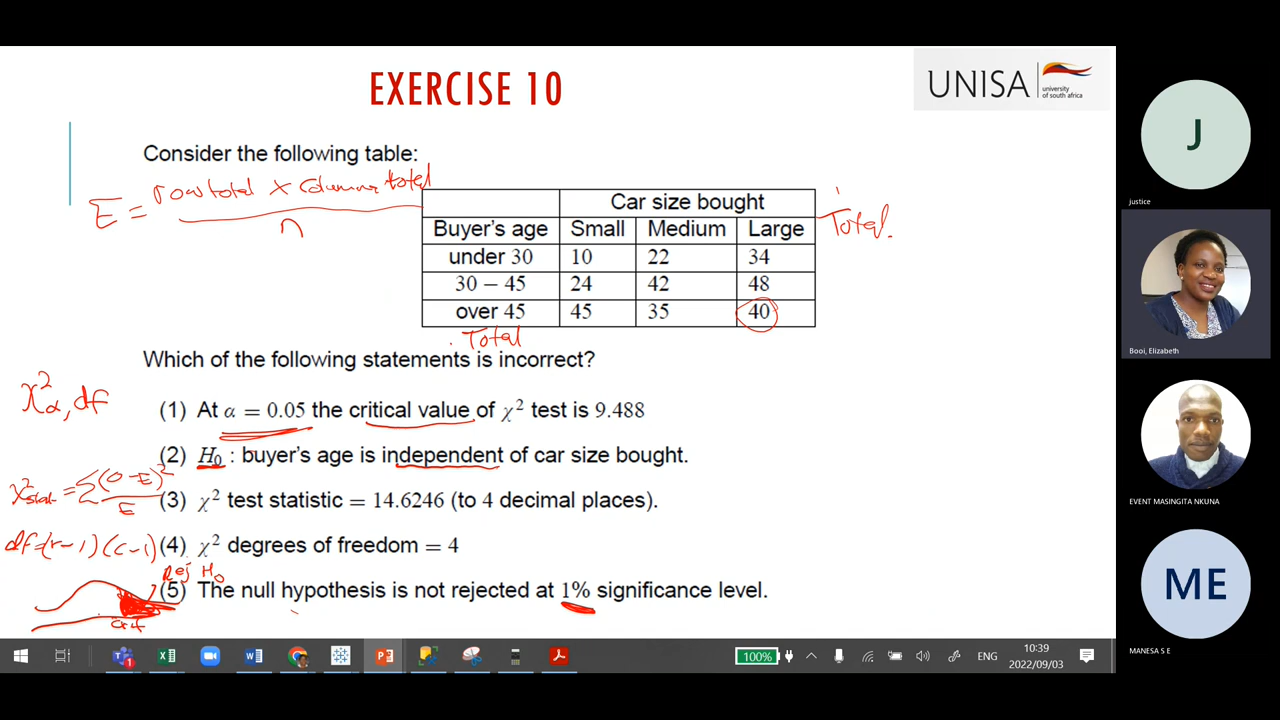 EXERCISE 10
UNISA
university
of south africa
Consider the following table:
E = row total x column total
n
Car size bought
Total.
Buyer's age Small Medium Large
under 30 10 22 34
30 − 45 24 42 48
over 45 45 35 40
Total
Which of the following statements is incorrect?
χ²α, df
(1) At α = 0.05 the critical value of χ² test is 9.488
(2) H₀ : buyer's age is independent of car size bought.
χ²stat = Σ(O-E)²
E
(3) χ² test statistic = 14.6246 (to 4 decimal places).
df=(r-1)(c-1)
(4) χ² degrees of freedom = 4
Rej H₀
(5) The null hypothesis is not rejected at 1% significance level.
crit
J
justice
Booi, Elizabeth
EVENT MASINGITA NKUNA
ME
MANESA S E
100%
ENG
10:39
2022/09/03